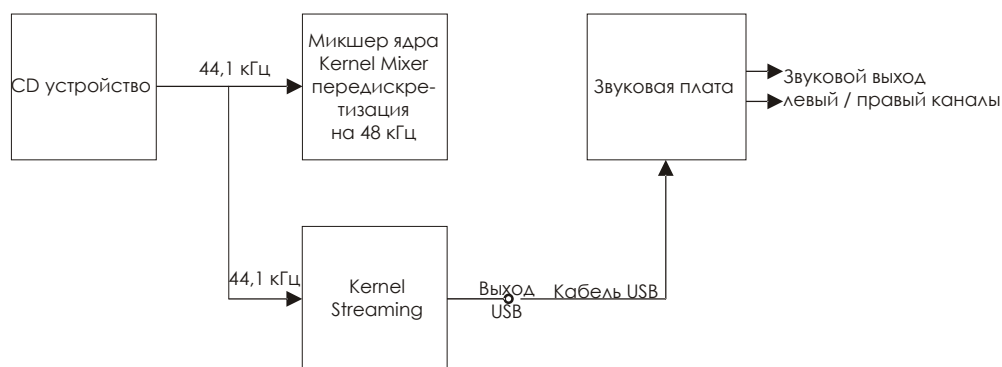 CD устройство
44,1 кГц
Микшер ядра
Kernel Mixer
передискре-
тизация
на 48 кГц
Звуковая плата
Звуковой выход
левый / правый каналы
44,1 кГц
Kernel
Streaming
Выход
USB
Кабель USB